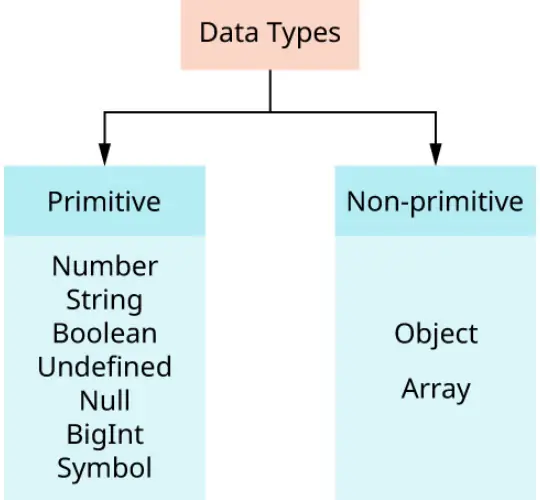 Data Types
Primitive
Number
String
Boolean
Undefined
Null
BigInt
Symbol
Non-primitive
Object
Array